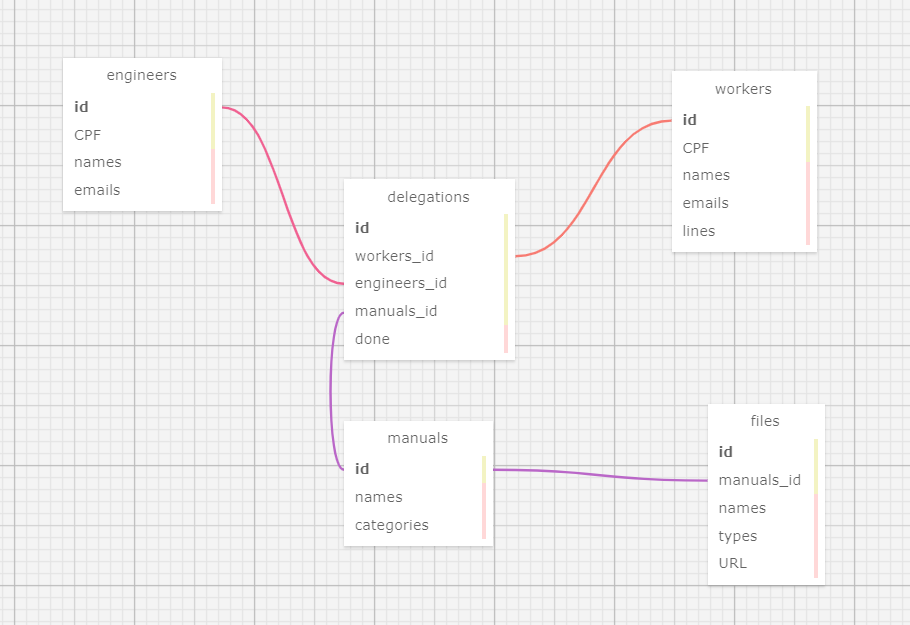 engineers
id
CPF
names
emails
workers
id
CPF
names
emails
lines
delegations
id
workers_id
engineers_id
manuals_id
done
manuals
id
names
categories
files
id
manuals_id
names
types
URL